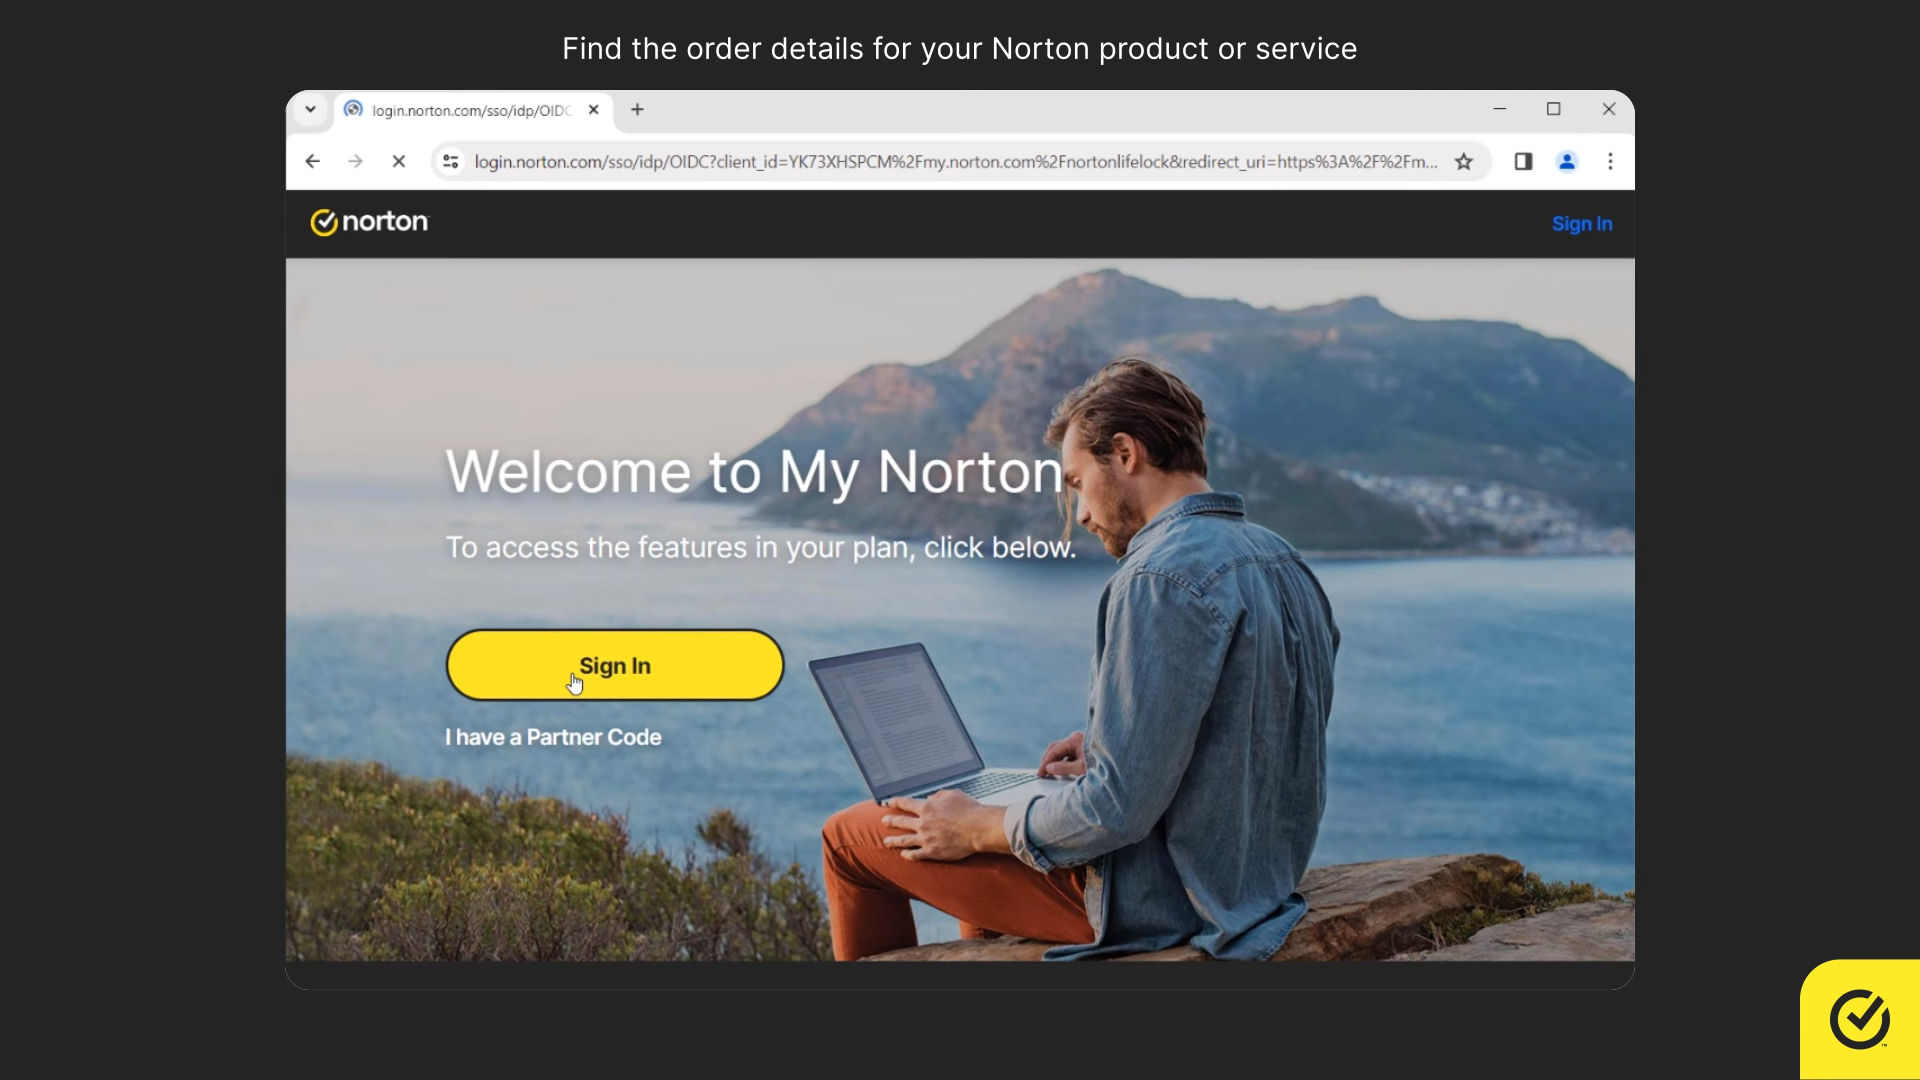 Find the order details for your Norton product or service
login.norton.com/sso/idp/OIDC
login.norton.com/sso/idp/OIDC?client_id=YK73XHSPCM%2Fmy.norton.com%2Fnortonlifelock&redirect_uri=https%3A%2F%2Fm...
norton
Sign In
Welcome to My Norton
To access the features in your plan, click below.
Sign In
I have a Partner Code